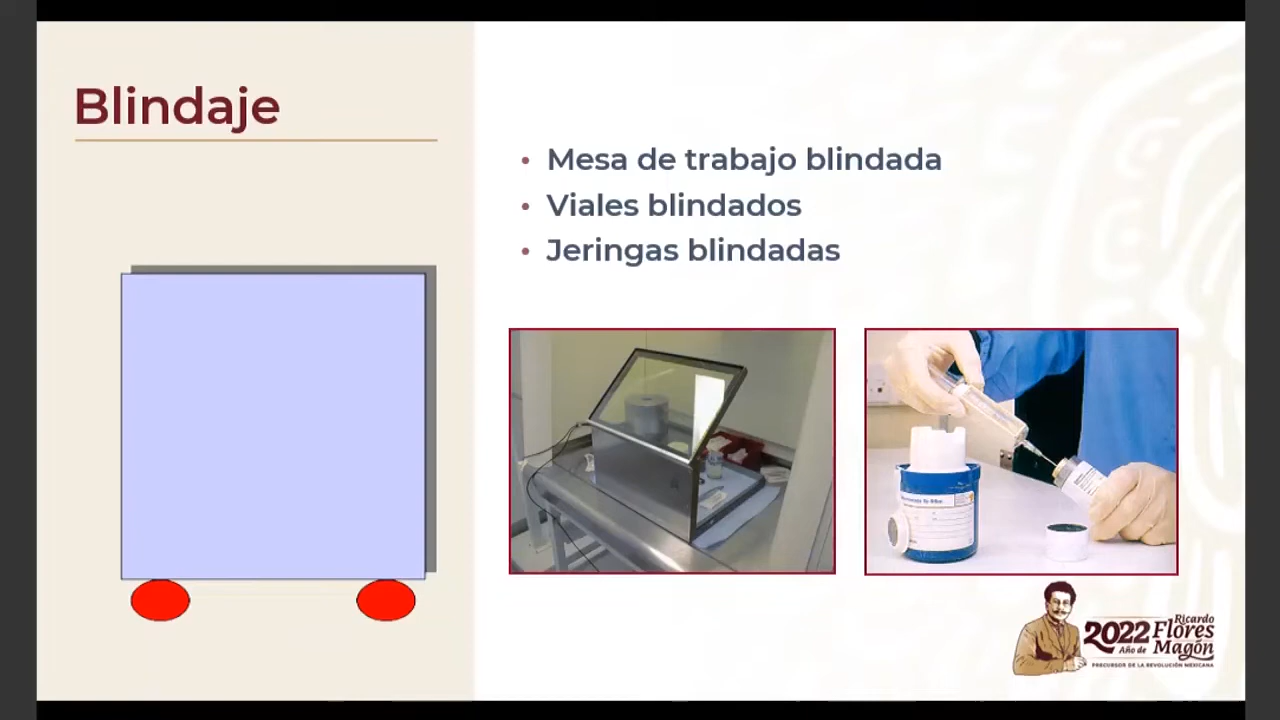 Blindaje
• Mesa de trabajo blindada
• Viales blindados
• Jeringas blindadas
2022 Ricardo
Año de Flores
Magón
PRECURSOR DE LA REVOLUCIÓN MEXICANA